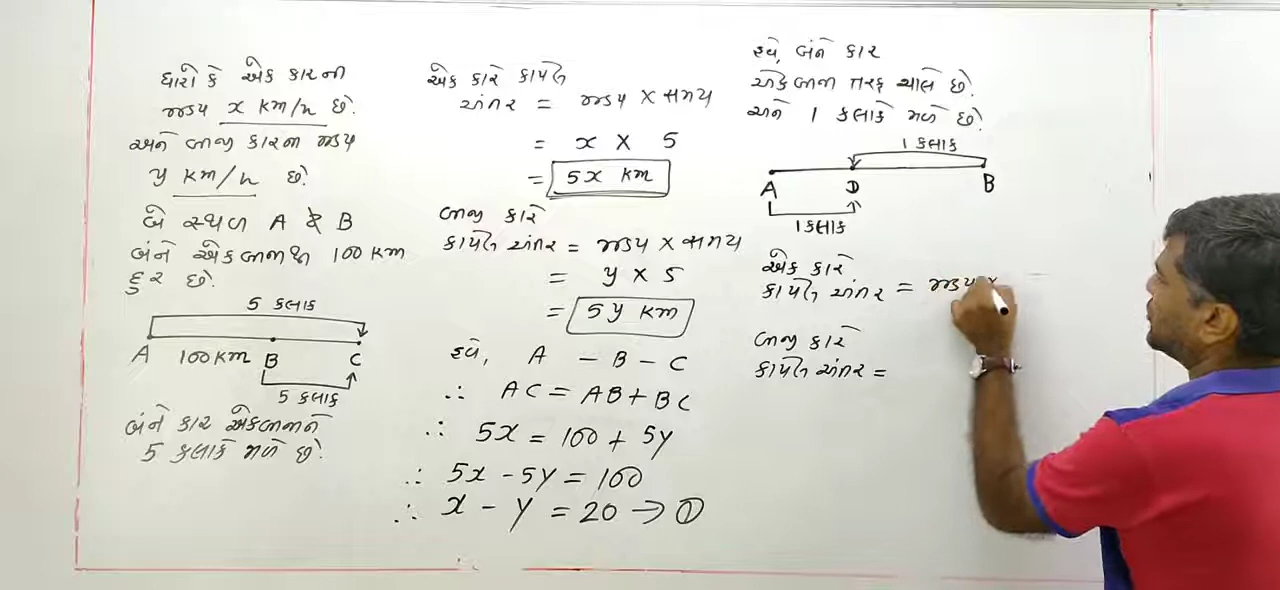 ધારો કે એક કારની
ઝડપ x km/h છે.
અને બીજી કારની ઝડપ
y km/h છે.
બે સ્થળ A & B
બંને એકબીજાથી 100 km
દુર છે.
5 કલાક
A 100km B C
5 કલાક
બંને કાર એકબીજાને
5 કલાકે મળે છે.
એક કારે કાપેલ
અંતર = ઝડપ × સમય
= x × 5
= 5x km
બીજી કારે
કાપેલ અંતર = ઝડપ × સમય
= y × 5
= 5y km
હવે, A - B - C
∴ AC = AB + BC
∴ 5x = 100 + 5y
∴ 5x - 5y = 100
∴ x - y = 20 → ①
હવે, બંને કાર
એકબીજા તરફ ચાલે છે.
અને 1 કલાકે મળે છે.
1 કલાક
A D B
1 કલાક
એક કારે
કાપેલ અંતર = ઝડપ ×
બીજી કારે
કાપેલ અંતર =